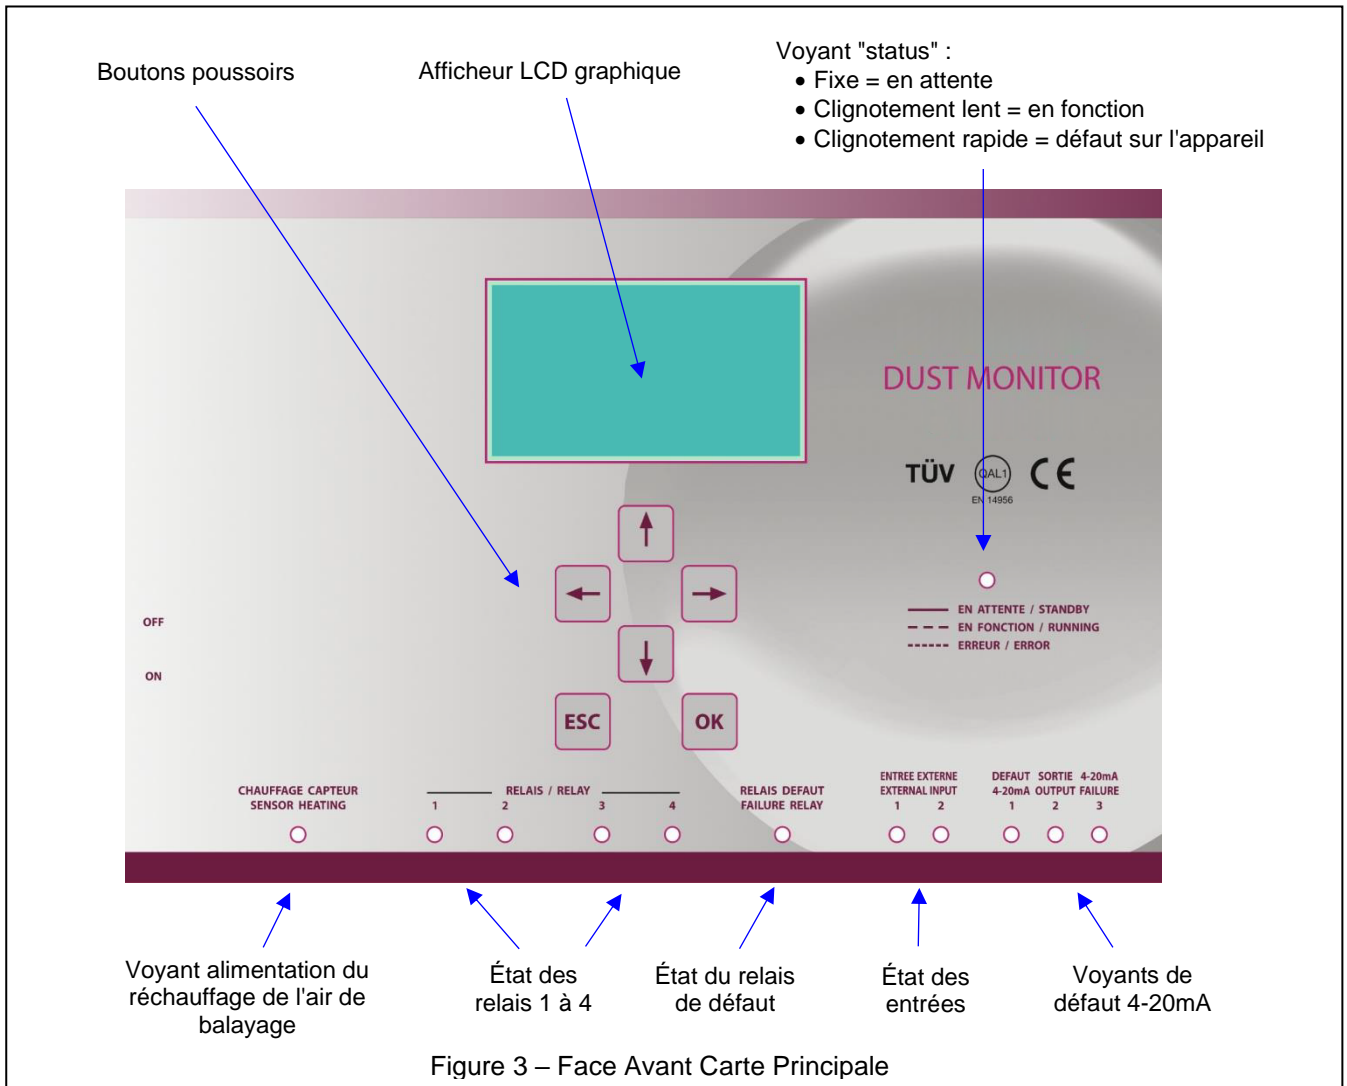 Boutons poussoirs
Afficheur LCD graphique
Voyant "status" :
• Fixe = en attente
• Clignotement lent = en fonction
• Clignotement rapide = défaut sur l'appareil
DUST MONITOR
TÜV
QAL1
CE
EN 14956
EN ATTENTE / STANDBY
EN FONCTION / RUNNING
ERREUR / ERROR
OFF
ON
ESC
OK
CHAUFFAGE CAPTEUR
SENSOR HEATING
RELAIS / RELAY
1 2 3 4
RELAIS DEFAUT
FAILURE RELAY
ENTREE EXTERNE
EXTERNAL INPUT
1 2
DEFAUT SORTIE 4-20mA
4-20mA OUTPUT FAILURE
1 2 3
Voyant alimentation du
réchauffage de l'air de
balayage
État des
relais 1 à 4
État du relais
de défaut
État des
entrées
Voyants de
défaut 4-20mA
Figure 3 – Face Avant Carte Principale